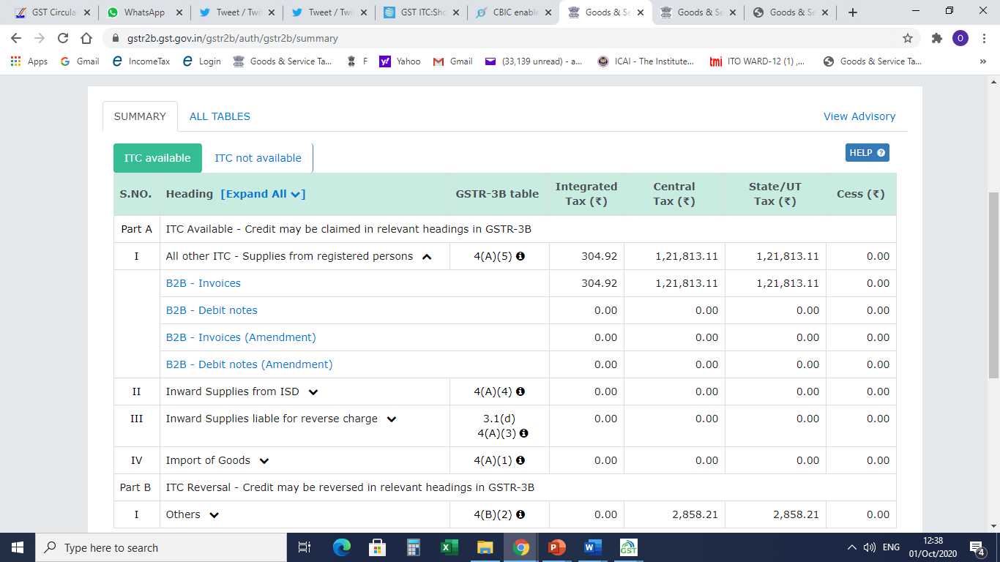 GST Circula
WhatsApp
Tweet / Twi
Tweet / Twi
GST ITC:Sho
CBIC enable
Goods & Se
Goods & Se
Goods & Se
gstr2b.gst.gov.in/gstr2b/auth/gstr2b/summary
O
Apps
Gmail
IncomeTax
Login
Goods & Service Ta...
F
Yahoo
Gmail
(33,139 unread) - a...
ICAI - The Institute...
tmi ITO WARD-12 (1) ,...
Goods & Service Ta...
»
SUMMARY ALL TABLES View Advisory
ITC available ITC not available HELP ?
S.NO. Heading [Expand All ] GSTR-3B table Integrated Tax (₹) Central Tax (₹) State/UT Tax (₹) Cess (₹)
Part A ITC Available - Credit may be claimed in relevant headings in GSTR-3B
I All other ITC - Supplies from registered persons 4(A)(5) 304.92 1,21,813.11 1,21,813.11 0.00
B2B - Invoices 304.92 1,21,813.11 1,21,813.11 0.00
B2B - Debit notes 0.00 0.00 0.00 0.00
B2B - Invoices (Amendment) 0.00 0.00 0.00 0.00
B2B - Debit notes (Amendment) 0.00 0.00 0.00 0.00
II Inward Supplies from ISD 4(A)(4) 0.00 0.00 0.00 0.00
III Inward Supplies liable for reverse charge 3.1(d) 0.00 0.00 0.00 0.00
4(A)(3)
IV Import of Goods 4(A)(1) 0.00 0.00 0.00 0.00
Part B ITC Reversal - Credit may be reversed in relevant headings in GSTR-3B
I Others 4(B)(2) 0.00 2,858.21 2,858.21 0.00
Type here to search
GST
ENG
12:38
01/Oct/2020
4